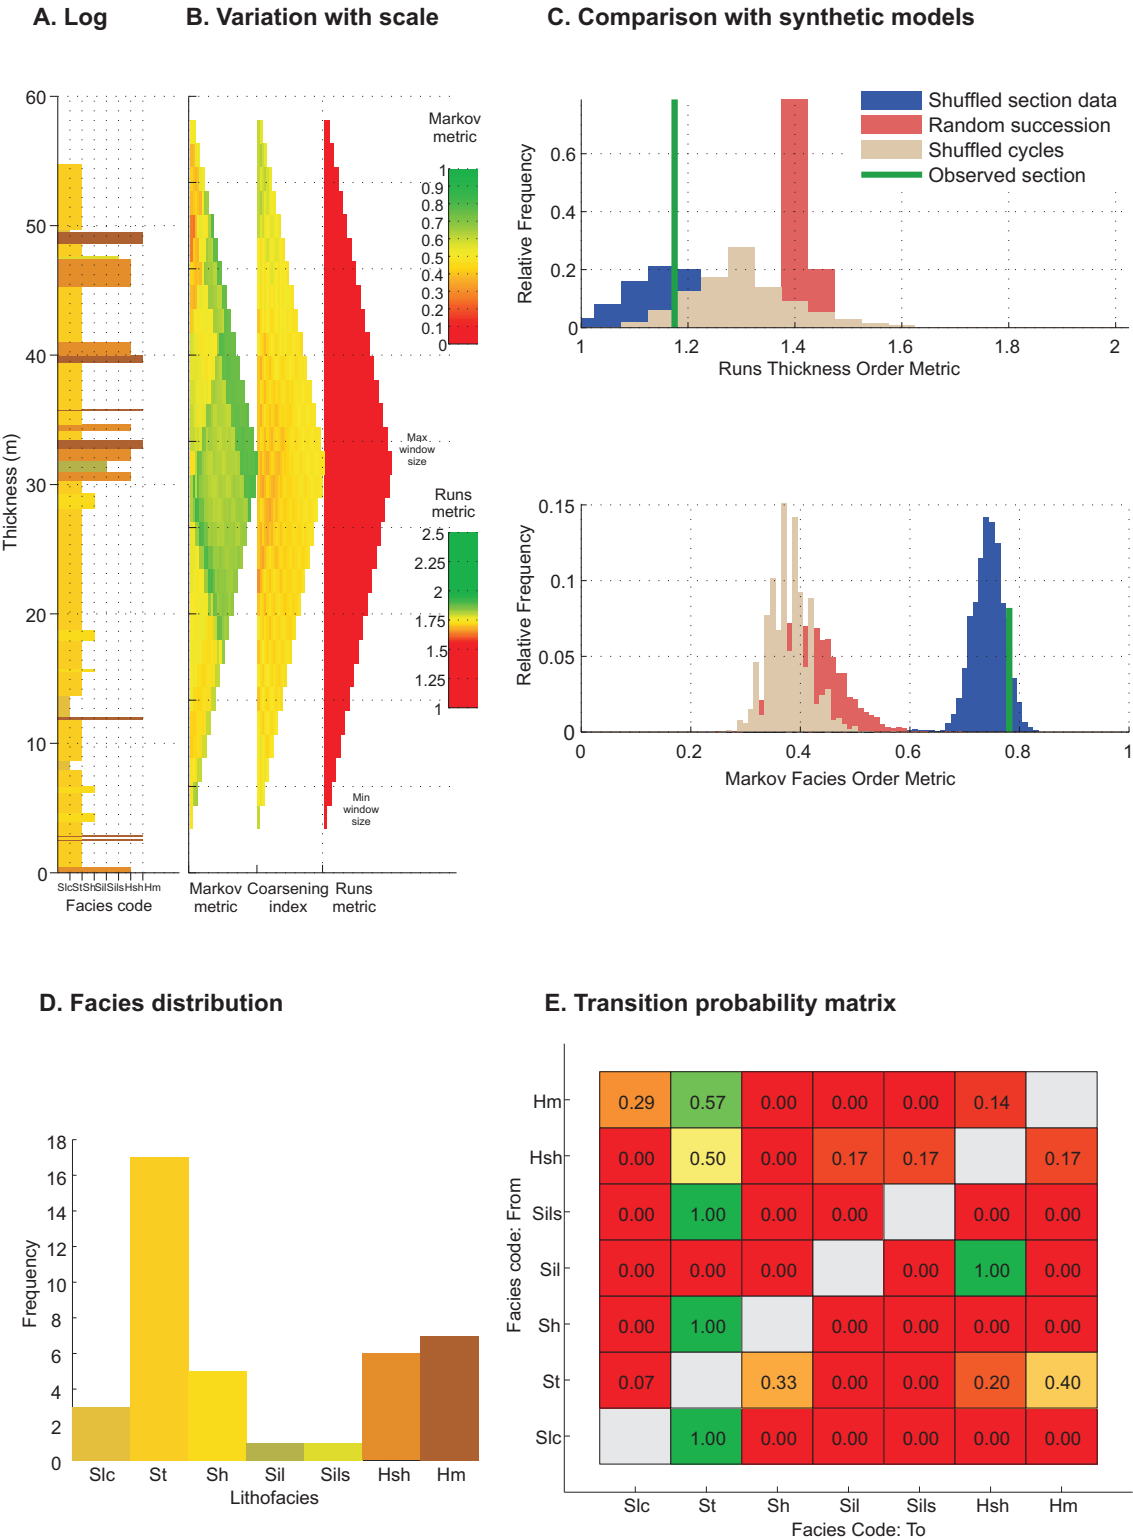 A. Log
B. Variation with scale
C. Comparison with synthetic models
60
50
40
30
20
10
0
Thickness (m)
SlcStShSilSilsHshHm
Facies code
Markov
metric
1
0.9
0.8
0.7
0.6
0.5
0.4
0.3
0.2
0.1
0
Max
window
size
Runs
metric
2.5
2.25
2
1.75
1.5
1.25
1
Min
window
size
Markov
metric
Coarsening
index
Runs
metric
Shuffled section data
Random succession
Shuffled cycles
Observed section
Relative Frequency
0.6
0.4
0.2
0
1
1.2
1.4
1.6
1.8
2
Runs Thickness Order Metric
Relative Frequency
0.15
0.1
0.05
0
0
0.2
0.4
0.6
0.8
1
Markov Facies Order Metric
D. Facies distribution
18
16
14
12
10
8
6
4
2
0
Frequency
Slc St Sh Sil Sils Hsh Hm
Lithofacies
E. Transition probability matrix
Facies code: From
Hm 0.29 0.57 0.00 0.00 0.00 0.14
Hsh 0.00 0.50 0.00 0.17 0.17 0.17
Sils 0.00 1.00 0.00 0.00 0.00 0.00
Sil 0.00 0.00 0.00 0.00 1.00 0.00
Sh 0.00 1.00 0.00 0.00 0.00 0.00
St 0.07 0.33 0.00 0.00 0.20 0.40
Slc 1.00 0.00 0.00 0.00 0.00 0.00
Slc St Sh Sil Sils Hsh Hm
Facies Code: To